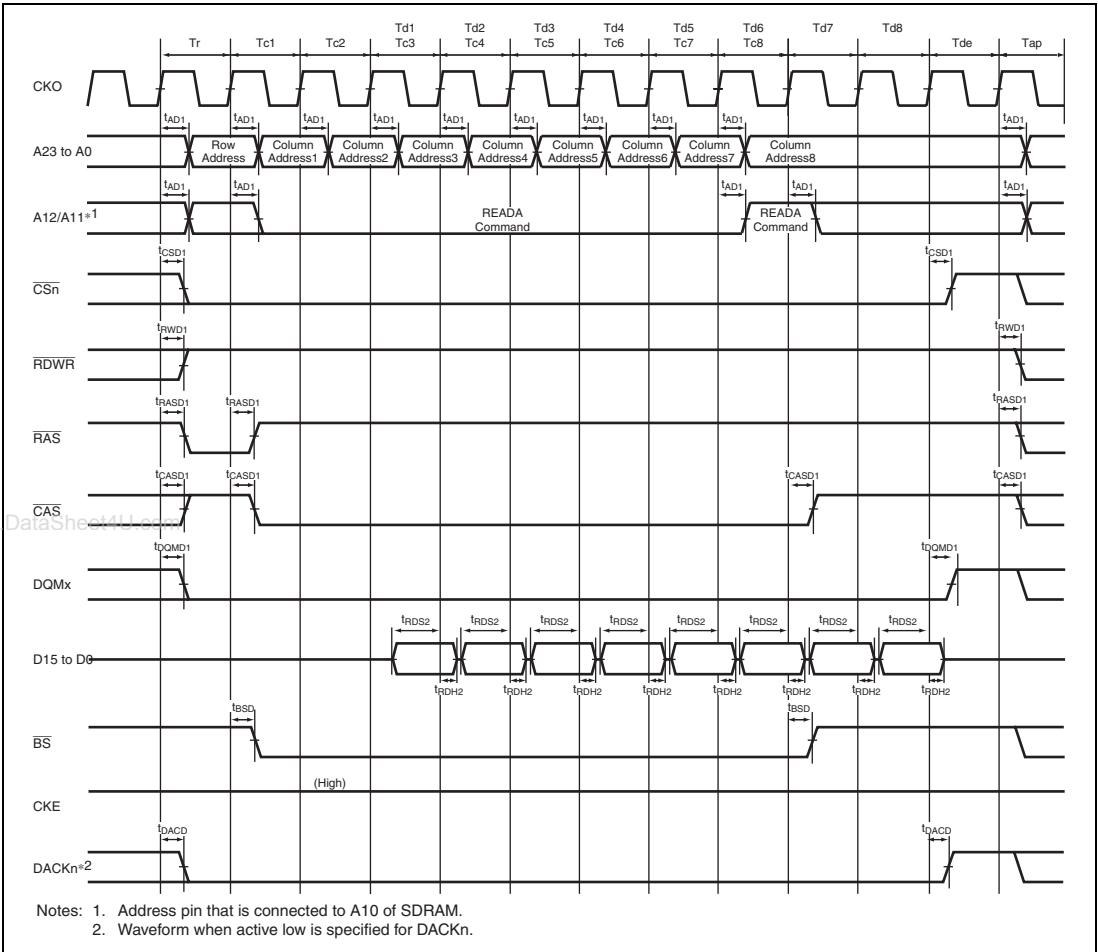 Td1 Td2 Td3 Td4 Td5 Td6
Tr Tc1 Tc2 Tc3 Tc4 Tc5 Tc6 Tc7 Tc8 Td7 Td8 Tde Tap
CKO
tAD1 tAD1 tAD1 tAD1 tAD1 tAD1 tAD1 tAD1 tAD1 tAD1
A23 to A0
Row Address
Column Address1
Column Address2
Column Address3
Column Address4
Column Address5
Column Address6
Column Address7
Column Address8
tAD1 tAD1 tAD1 tAD1 tAD1
A12/A11*1
READA Command
READA Command
tCSD1 tCSD1
CSn
tRWD1 tRWD1
RDWR
tRASD1 tRASD1 tRASD1
RAS
tCASD1 tCASD1 tCASD1 tCASD1
CAS
DataSheet4U.com
tDQMD1 tDQMD1
DQMx
tRDS2 tRDS2 tRDS2 tRDS2 tRDS2 tRDS2 tRDS2 tRDS2
D15 to D0
tRDH2 tRDH2 tRDH2 tRDH2 tRDH2 tRDH2 tRDH2 tRDH2
tBSD tBSD
BS
(High)
CKE
tDACD tDACD
DACKn*2
Notes: 1. Address pin that is connected to A10 of SDRAM.
2. Waveform when active low is specified for DACKn.